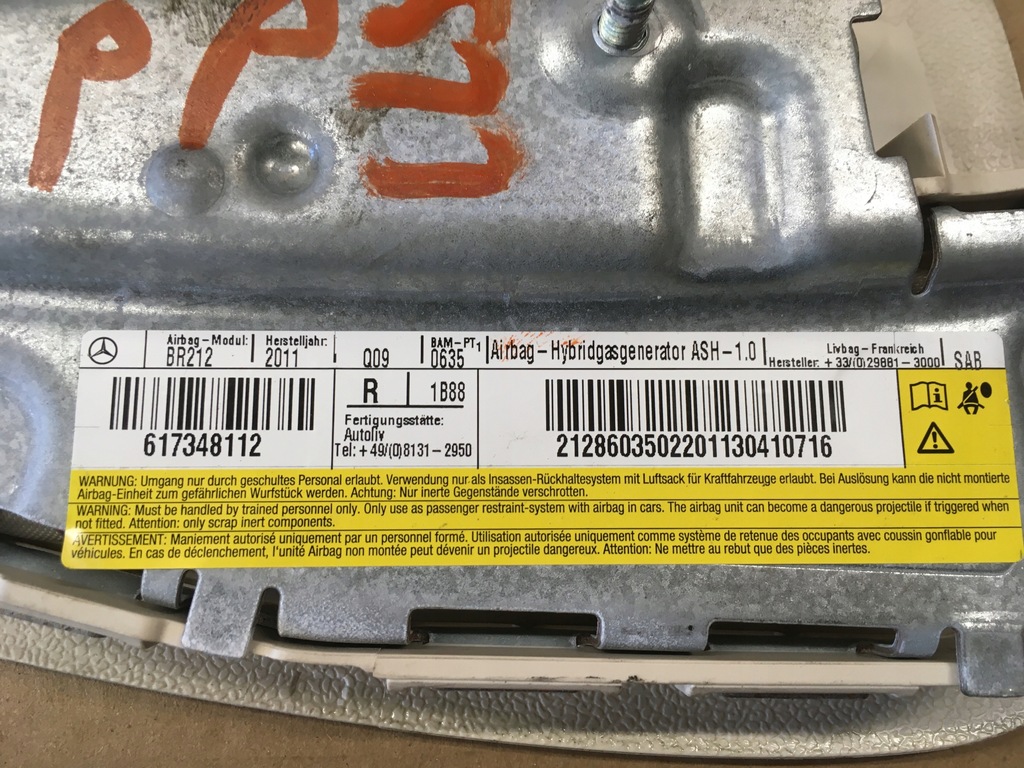 Airbag-Modul:
BR212
Herstelljahr:
2011
Q09
BAM-PT1
0635
Airbag-Hybridgasgenerator ASH-1.0
Livbag-Frankreich
Hersteller: +33/(0)29881-3000
SAB
617348112
R
1B88
Fertigungsstätte:
Autoliv
Tel: +49/(0)8131-2950
2128603502201130410716
WARNUNG: Umgang nur durch geschultes Personal erlaubt. Verwendung nur als Insassen-Rückhaltesystem mit Luftsack für Kraftfahrzeuge erlaubt. Bei Auslösung kann die nicht montierte
Airbag-Einheit zum gefährlichen Wurfstück werden. Achtung: Nur inerte Gegenstände verschrotten.
WARNING: Must be handled by trained personnel only. Only use as passenger restraint-system with airbag in cars. The airbag unit can become a dangerous projectile if triggered when
not fitted. Attention: only scrap inert components.
AVERTISSEMENT: Maniement autorisé uniquement par un personnel formé. Utilisation autorisée uniquement comme système de retenue des occupants avec coussin gonflable pour
véhicules. En cas de déclenchement, l'unité Airbag non montée peut dévenir un projectile dangereux. Attention: Ne mettre au rebut que des pièces inertes.